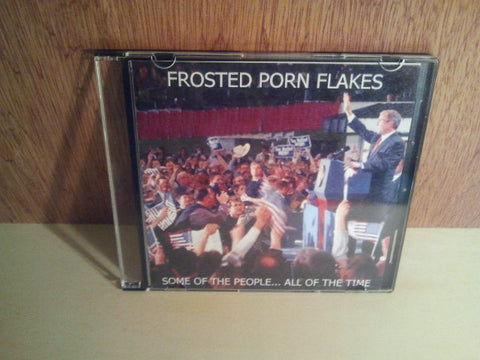 FROSTED PORN FLAKES
SOME OF THE PEOPLE... ALL OF THE TIME